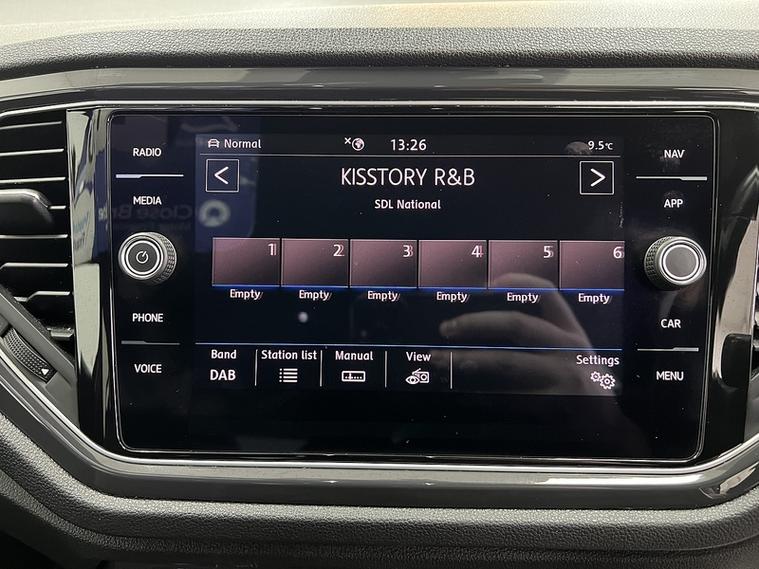 RADIO
MEDIA
PHONE
VOICE
Normal 13:26 9.5°C
KISSTORY R&B
SDL National
1 2 3 4 5 6
Empty Empty Empty Empty Empty Empty
Band Station list Manual View Settings
DAB
NAV
APP
CAR
MENU
Close